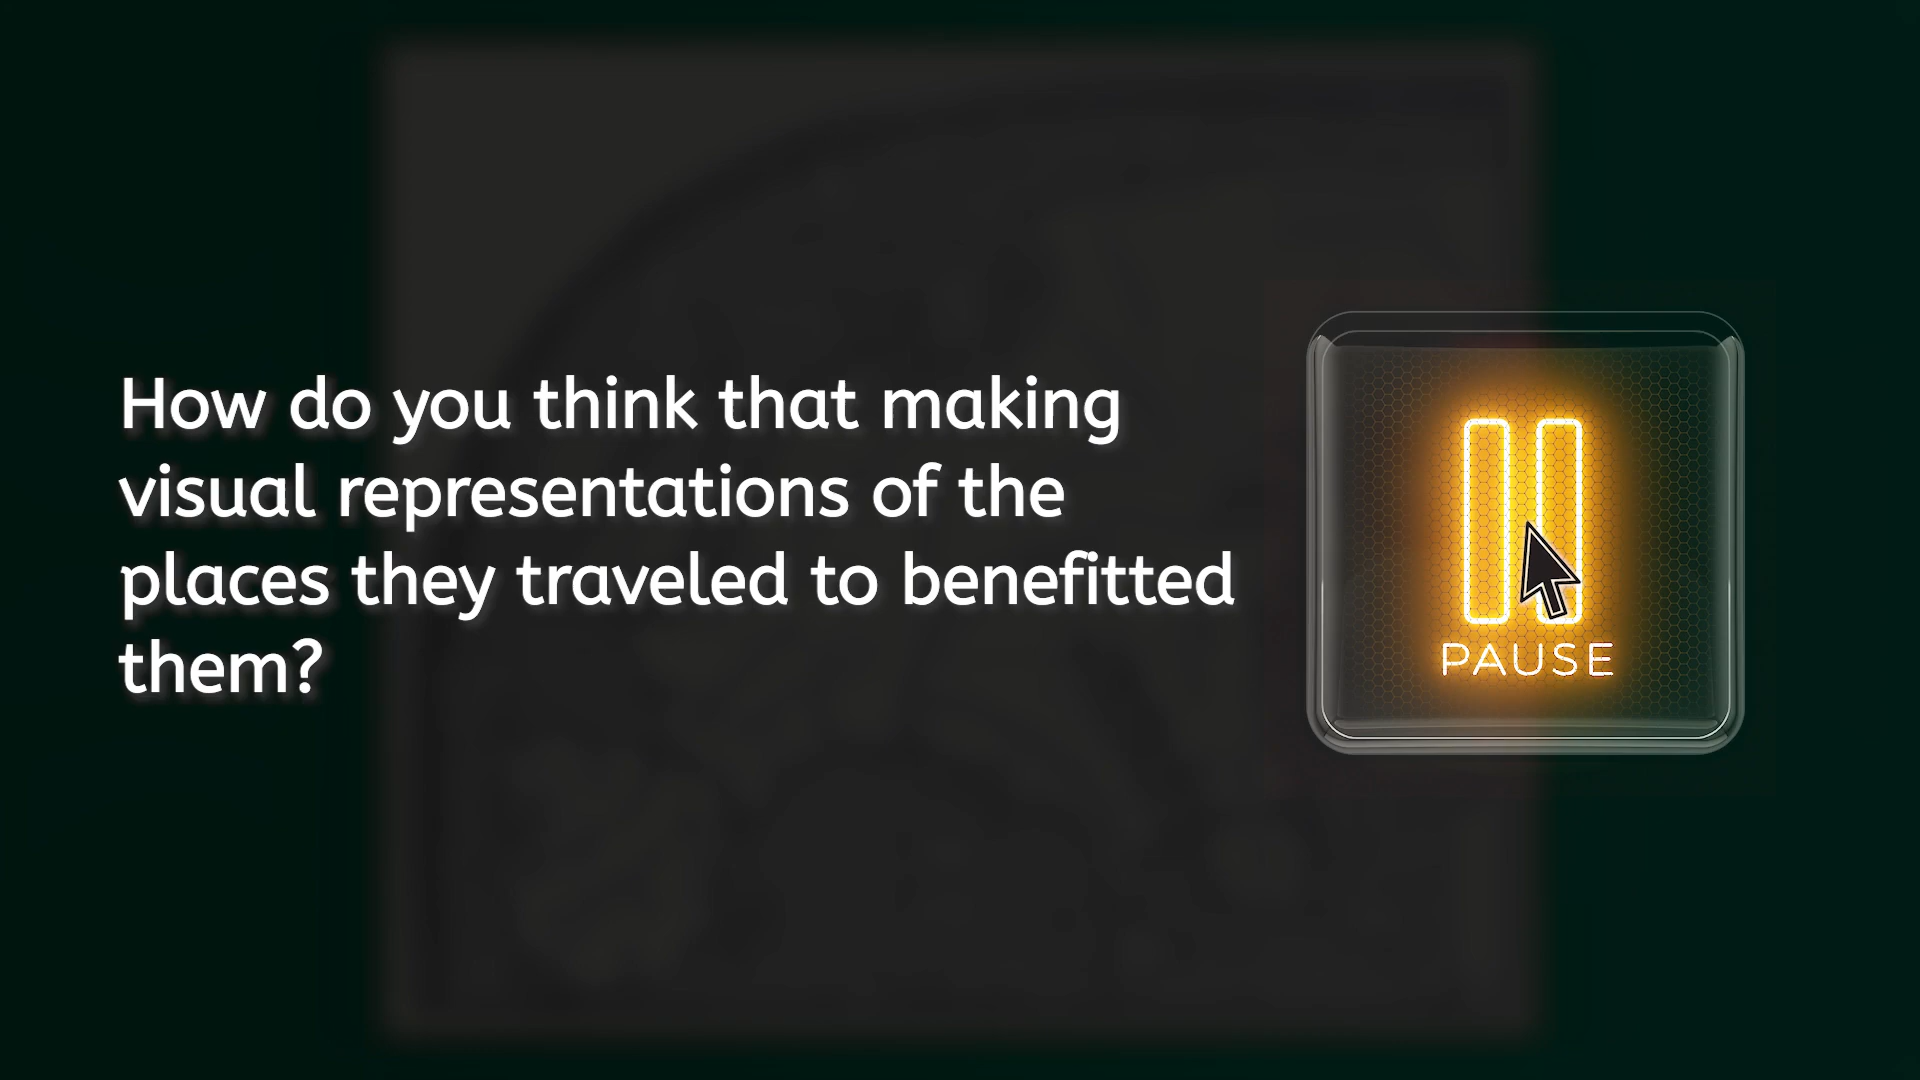 How do you think that making
visual representations of the
places they traveled to benefitted
them?
PAUSE